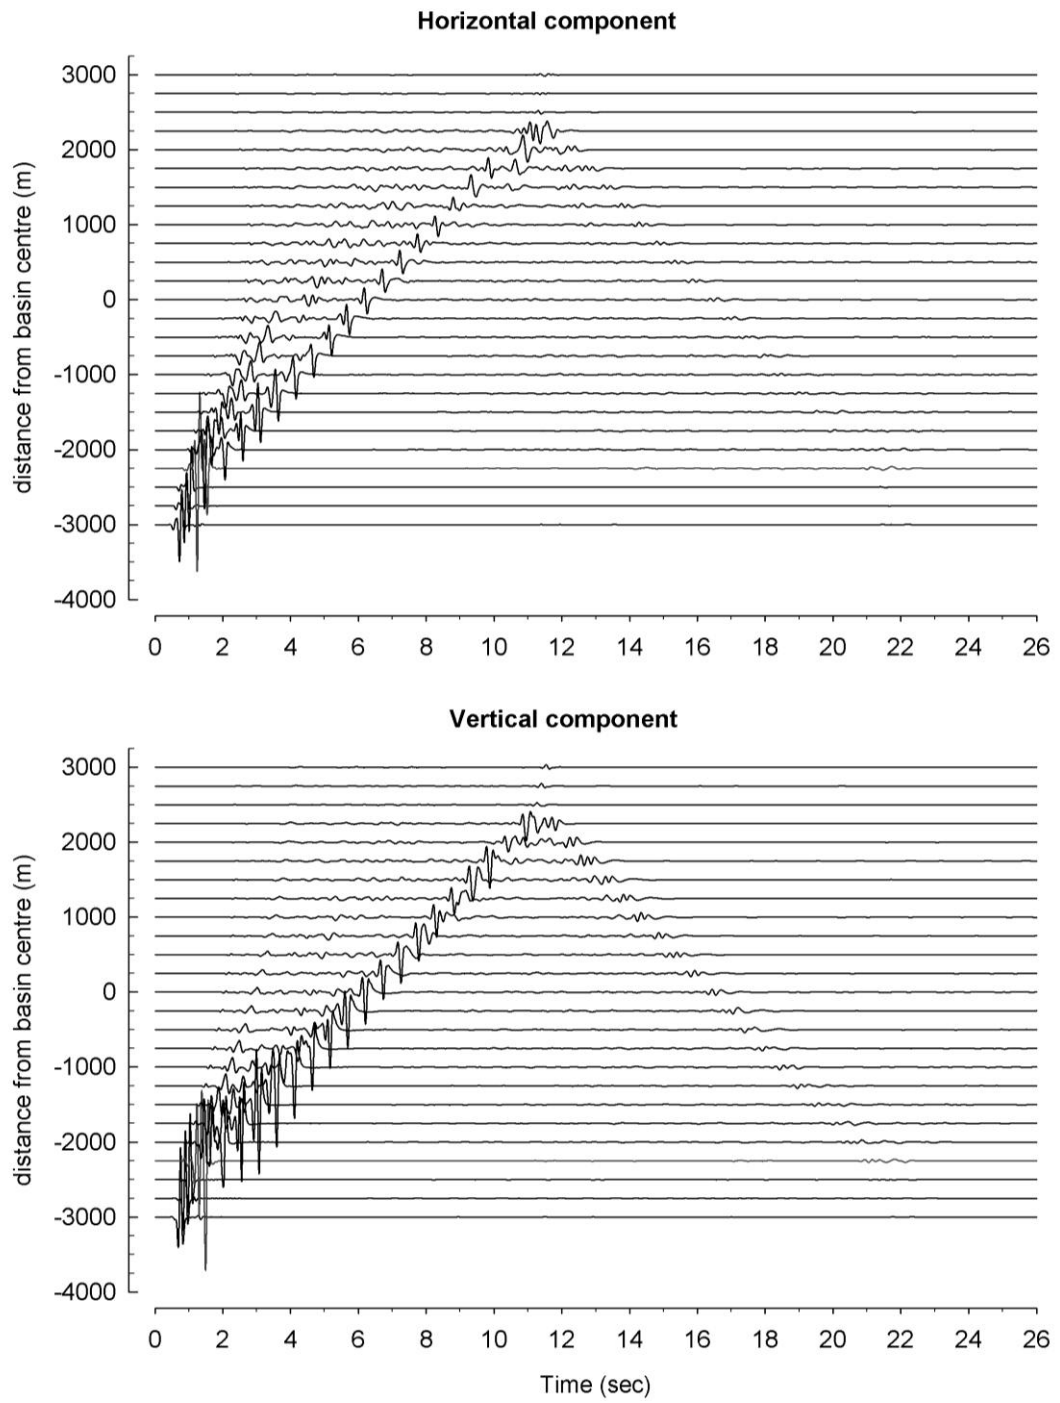 Horizontal component
3000
2000
1000
0
-1000
-2000
-3000
-4000
distance from basin centre (m)
0 2 4 6 8 10 12 14 16 18 20 22 24 26
Vertical component
3000
2000
1000
0
-1000
-2000
-3000
-4000
distance from basin centre (m)
0 2 4 6 8 10 12 14 16 18 20 22 24 26
Time (sec)